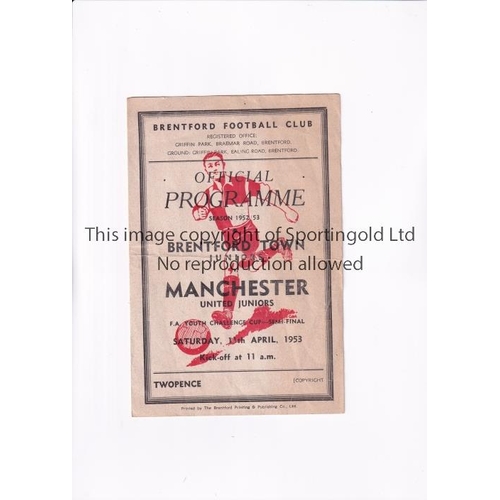 BRENTFORD FOOTBALL CLUB
REGISTERED OFFICE:
GRIFFIN PARK, BRAEMAR ROAD, BRENTFORD.
GROUND: GRIFFIN PARK, EALING ROAD, BRENTFORD.
OFFICIAL
PROGRAMME
SEASON 1952-53
This image copyright of Sportingold Ltd
BRENTFORD TOWN
JUNIORS
No reproduction allowed
MANCHESTER
UNITED JUNIORS
F.A. YOUTH CHALLENGE CUP—SEMI-FINAL
SATURDAY, 11th APRIL, 1953
Kick-off at 11 a.m.
TWOPENCE
[COPYRIGHT]
Printed by The Brentford Printing & Publishing Co., Ltd.